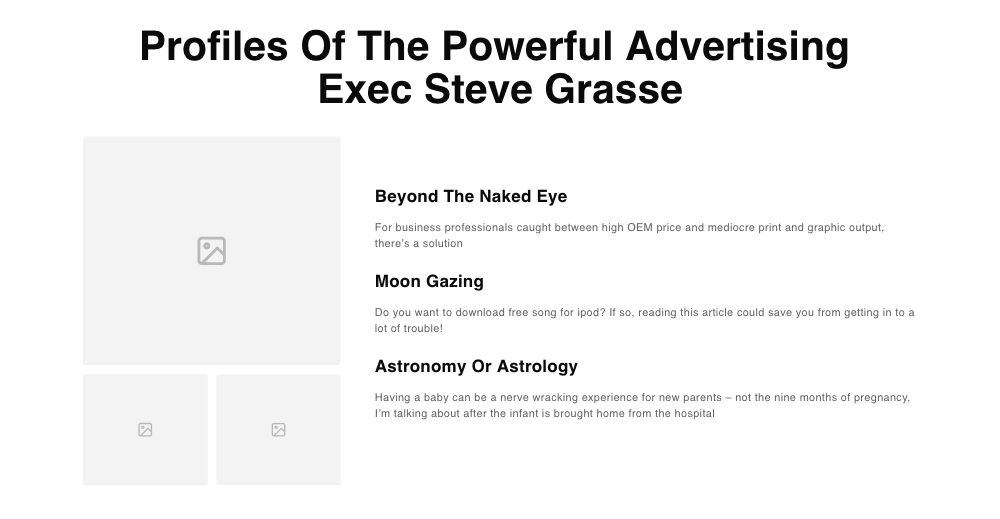 Profiles Of The Powerful Advertising
Exec Steve Grasse
Beyond The Naked Eye
For business professionals caught between high OEM price and mediocre print and graphic output,
there’s a solution
Moon Gazing
Do you want to download free song for ipod? If so, reading this article could save you from getting in to a
lot of trouble!
Astronomy Or Astrology
Having a baby can be a nerve wracking experience for new parents – not the nine months of pregnancy,
I’m talking about after the infant is brought home from the hospital